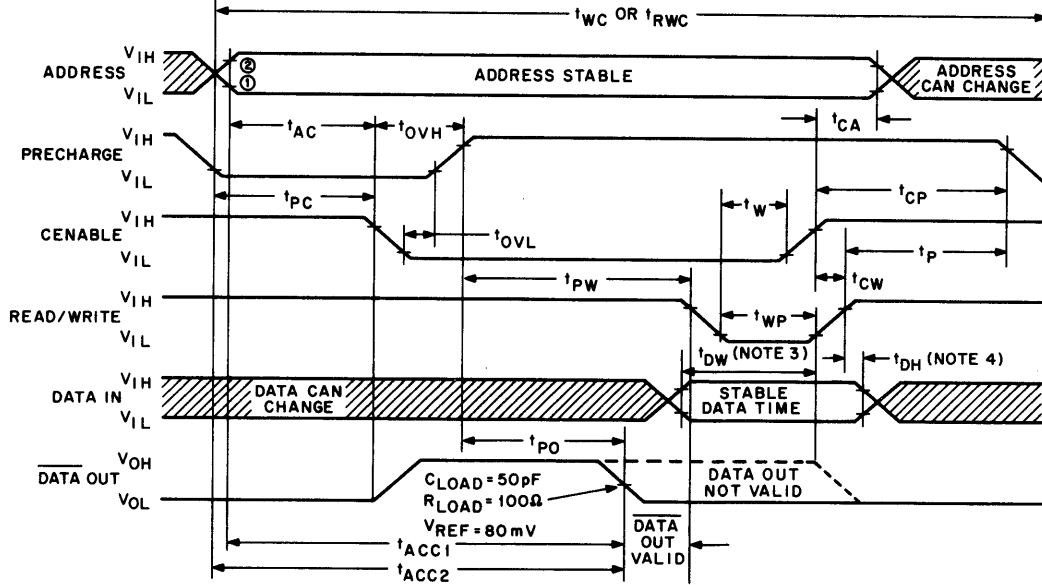 tWC OR tRWC
VIH
ADDRESS
VIL
②
①
ADDRESS STABLE
ADDRESS
CAN CHANGE
tAC
tOVH
tCA
VIH
PRECHARGE
VIL
tPC
tCP
VIH
CENABLE
VIL
tOVL
tW
tP
tPW
tCW
VIH
READ/WRITE
VIL
tWP
tDW (NOTE 3)
tDH (NOTE 4)
VIH
DATA IN
VIL
DATA CAN
CHANGE
STABLE
DATA TIME
tPO
VOH
DATA OUT
VOL
CLOAD = 50pF
RLOAD = 100Ω
VREF = 80mV
DATA OUT
NOT VALID
DATA
OUT
VALID
tACC1
tACC2